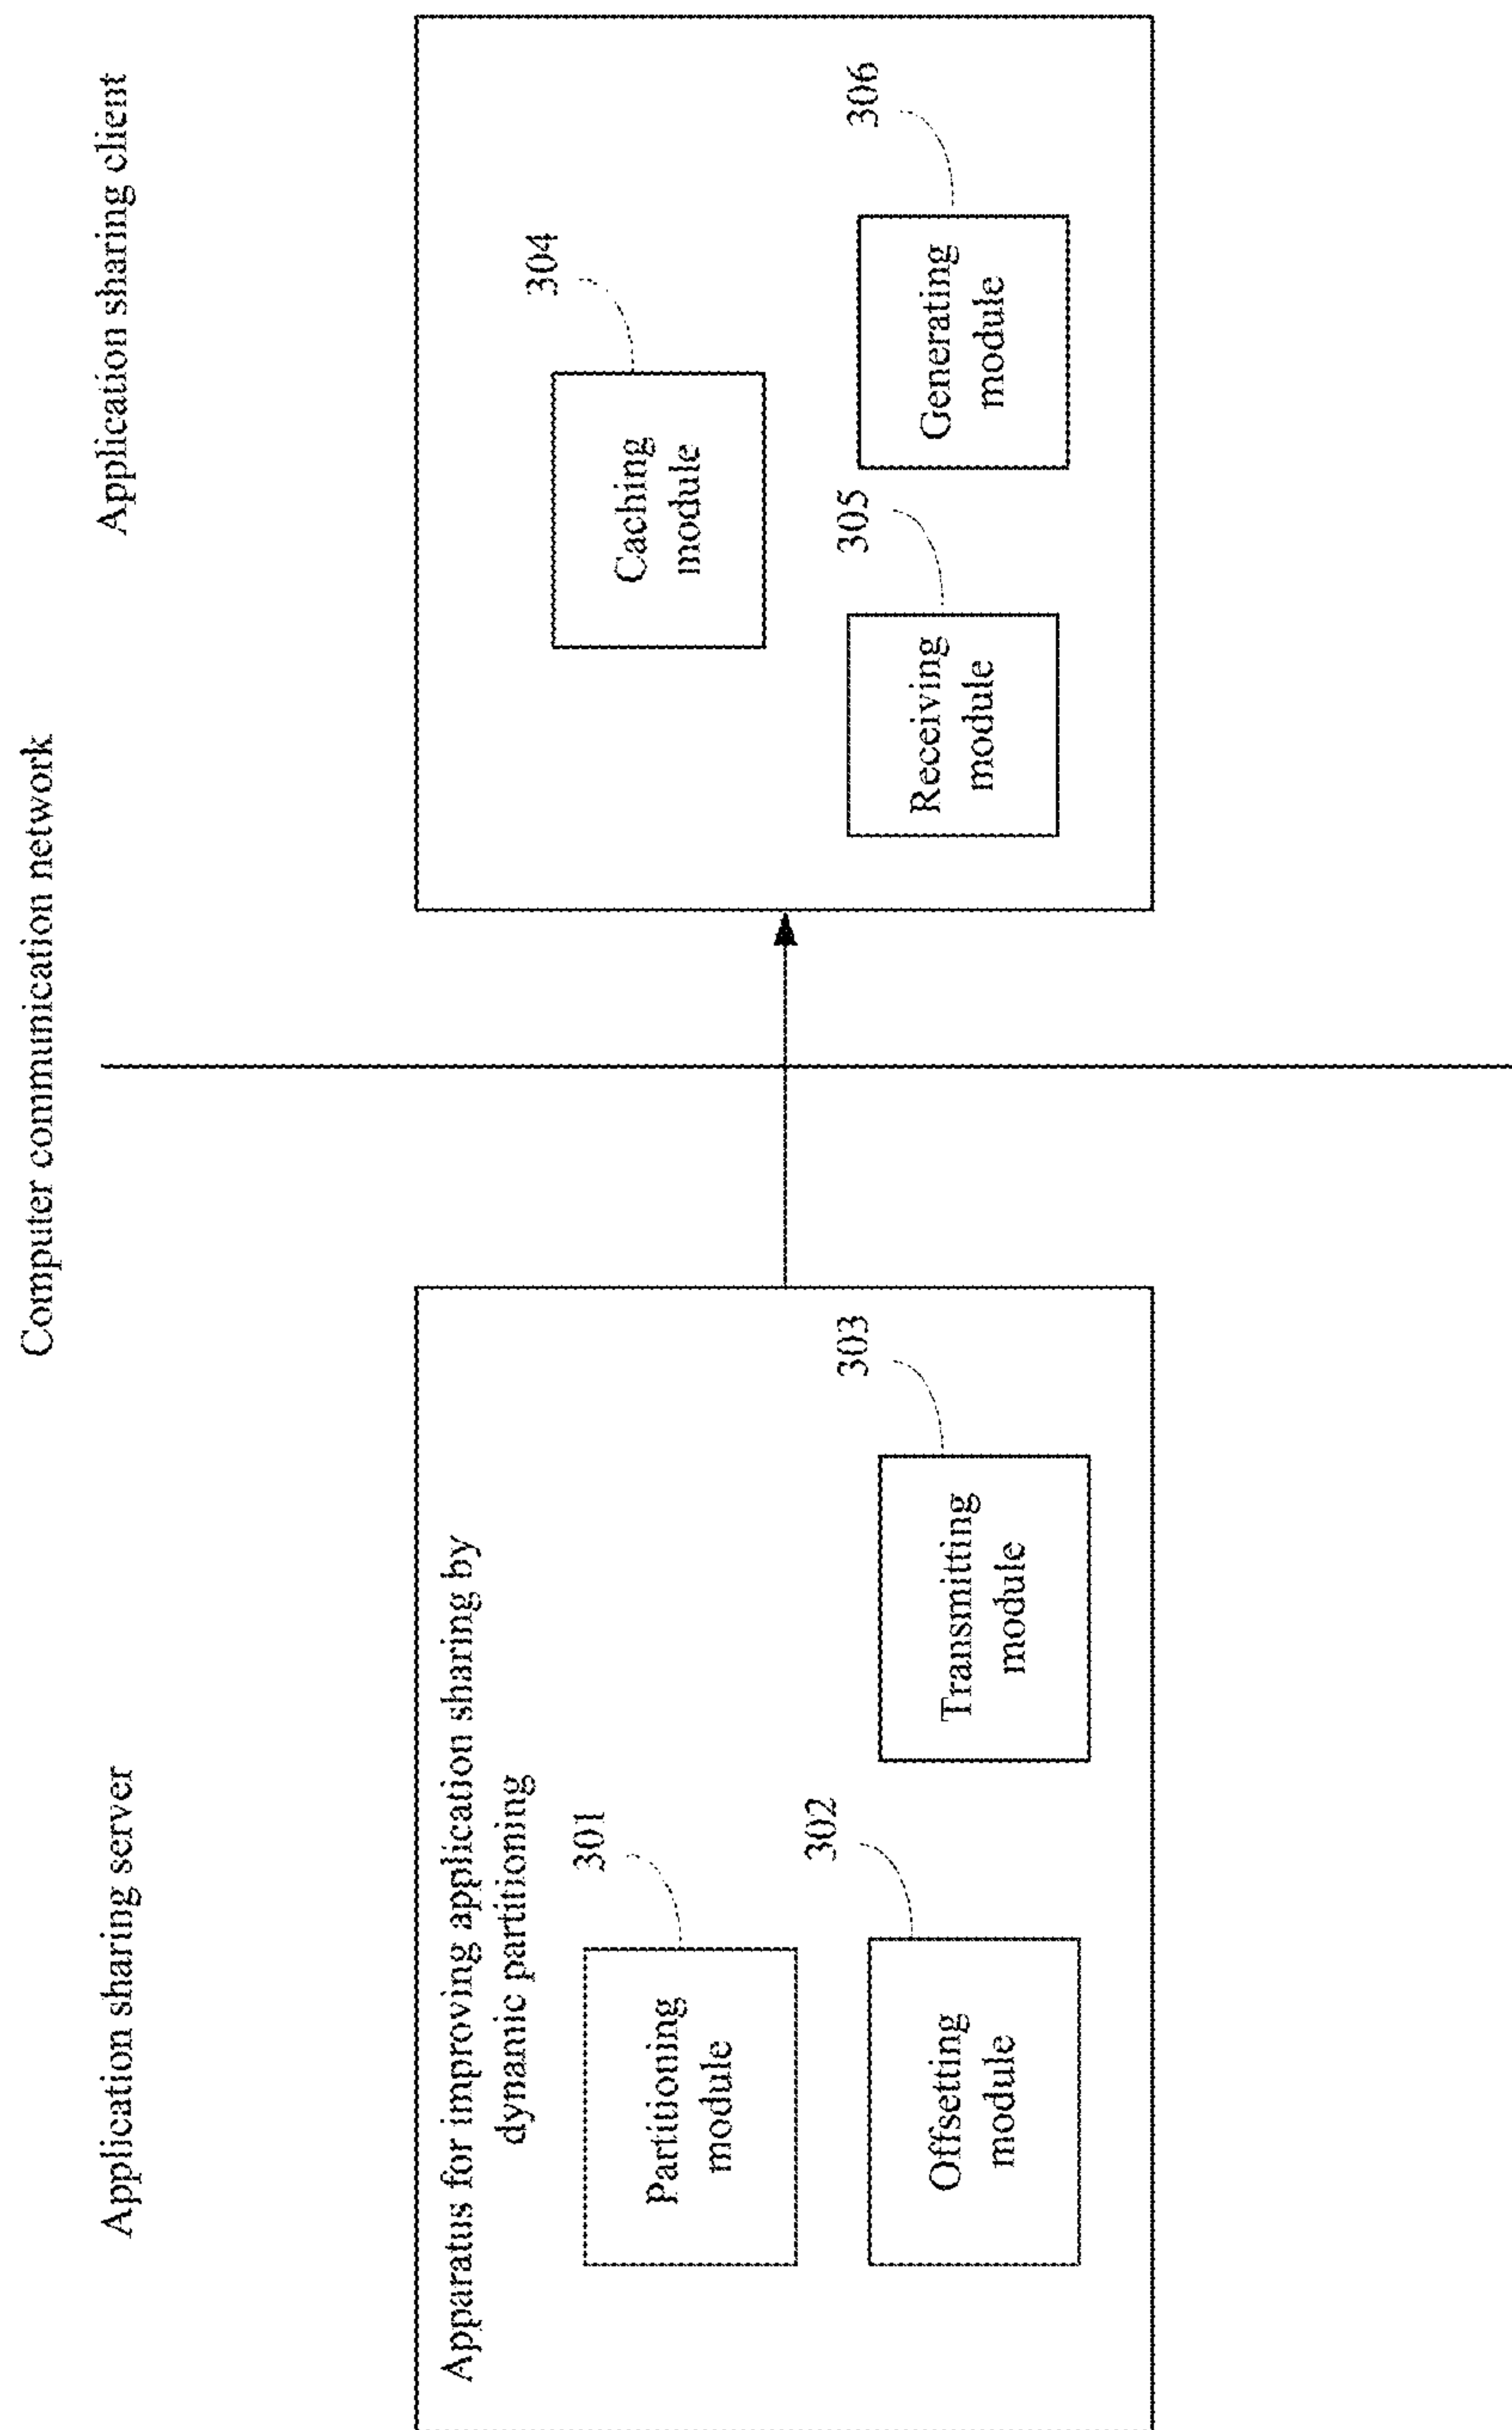 Computer communication network
Application sharing server
Application sharing client
Apparatus for improving application sharing by
dynamic partitioning
301
Partitioning
module
302
Offsetting
module
303
Transmitting
module
304
Caching
module
305
Receiving
module
306
Generating
module